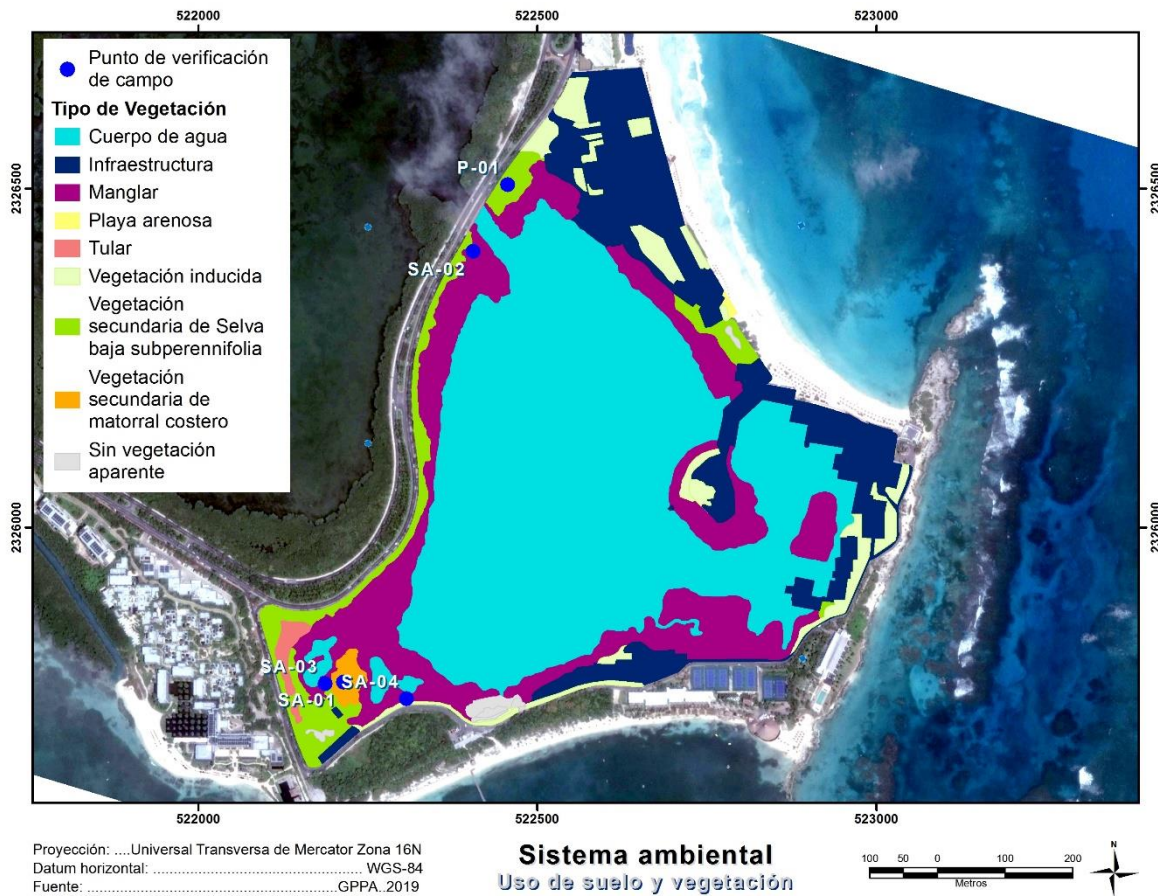 522000 522500 523000
Punto de verificación
de campo
Tipo de Vegetación
Cuerpo de agua
Infraestructura
Manglar
Playa arenosa
Tular
Vegetación inducida
Vegetación
secundaria de Selva
baja subperennifolia
Vegetación
secundaria de
matorral costero
Sin vegetación
aparente
2326500
2326500
P-01
SA-02
2326000
2326000
SA-03
SA-01
SA-04
522000 522500 523000
Proyección: ....Universal Transversa de Mercator Zona 16N
Datum horizontal: ................................ WGS-84
Fuente: ..........................................GPPA..2019
Sistema ambiental
Uso de suelo y vegetación
100 50 0 100 200
Metros
N